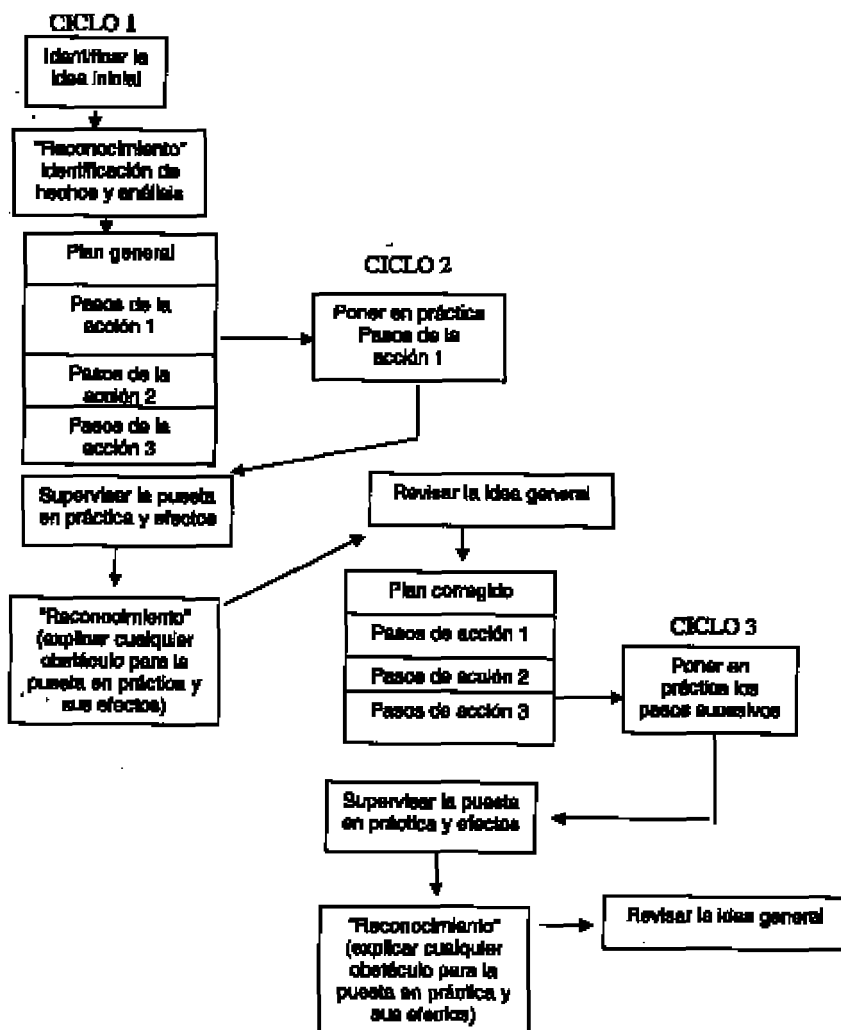 CICLO 1
Identificar la
idea inicial
"Reconocimiento"
Identificación de
hechos y análisis
Plan general
Pasos de la
acción 1
Pasos de la
acción 2
Pasos de la
acción 3
CICLO 2
Poner en práctica
Pasos de la
acción 1
Supervisar la puesta
en práctica y efectos
"Reconocimiento"
(explicar cualquier
obstáculo para la
puesta en práctica y
sus efectos)
Revisar la idea general
Plan corregido
Pasos de acción 1
Pasos de acción 2
Pasos de acción 3
CICLO 3
Poner en
práctica los
pasos sucesivos
Supervisar la puesta
en práctica y efectos
"Reconocimiento"
(explicar cualquier
obstáculo para la
puesta en práctica y
sus efectos)
Revisar la idea general